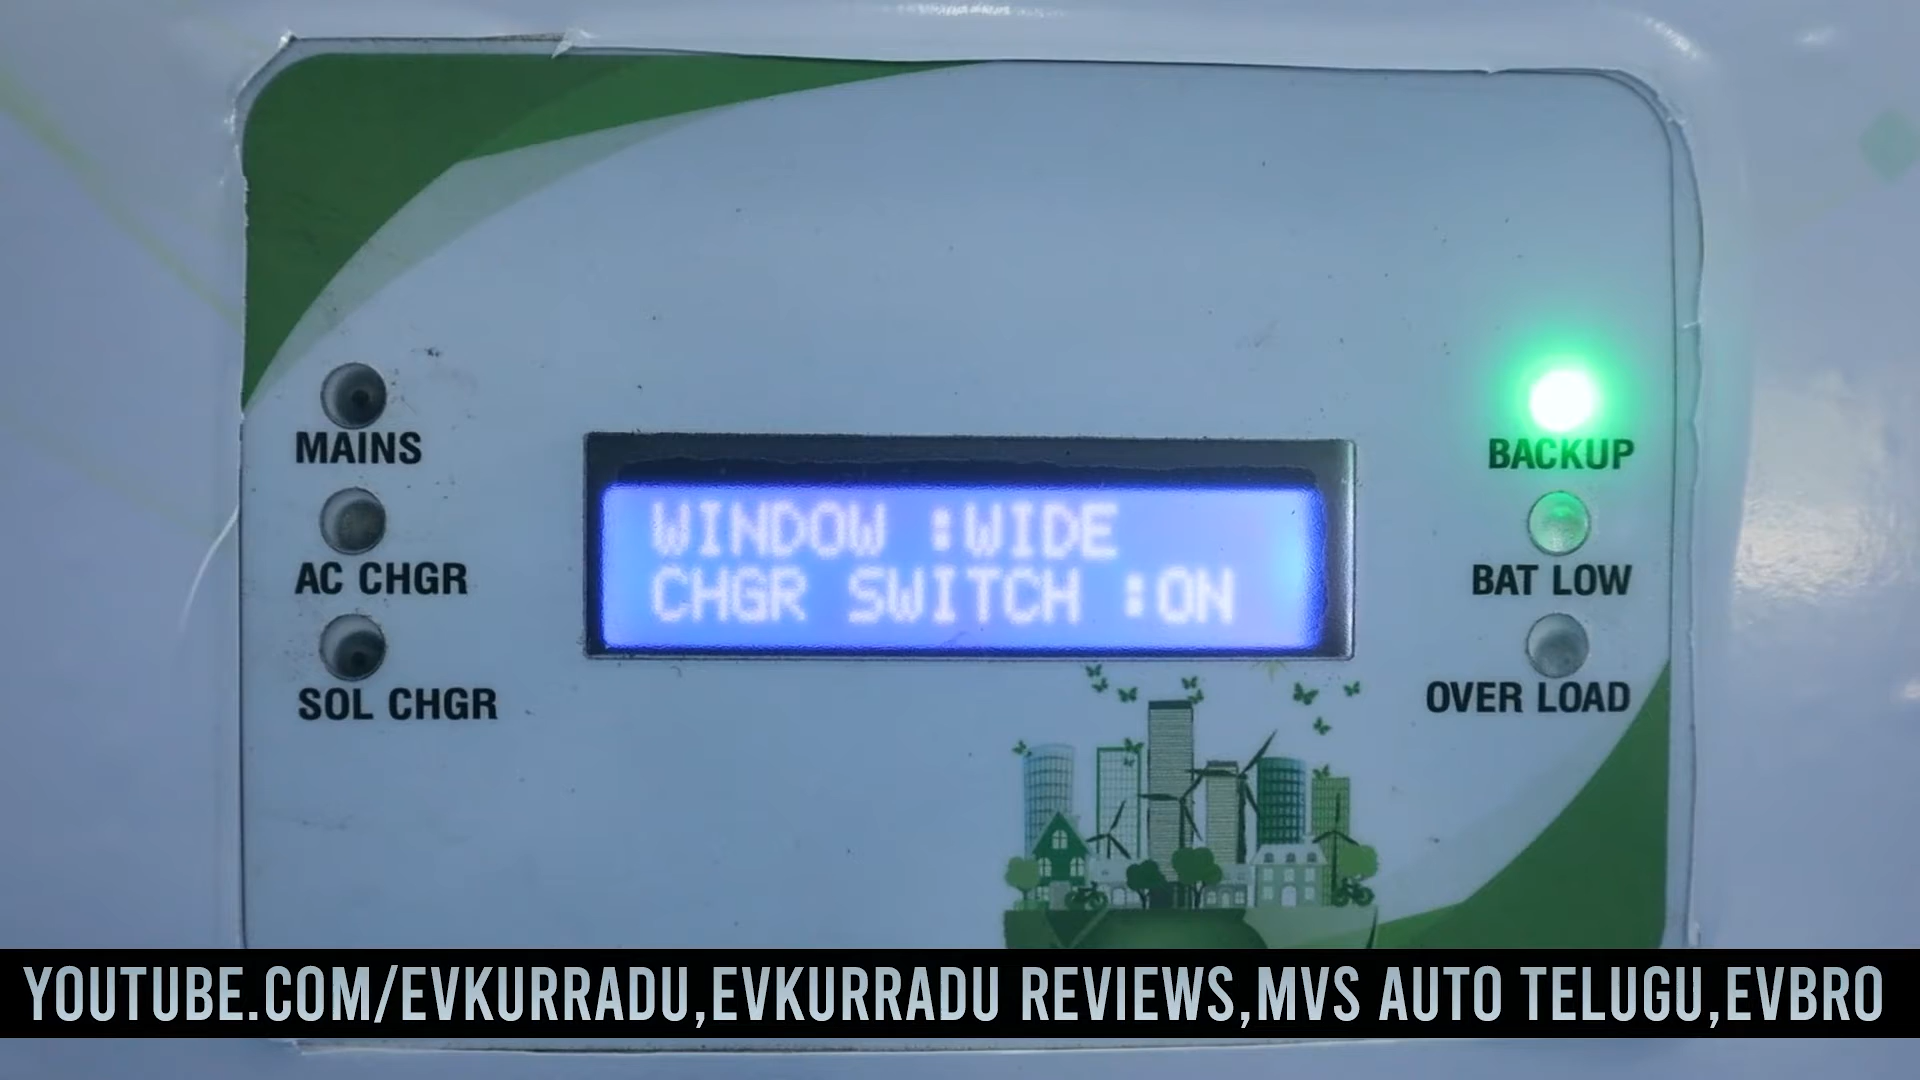 MAINS
AC CHGR
SOL CHGR
WINDOW :WIDE
CHGR SWITCH :ON
BACKUP
BAT LOW
OVER LOAD
YOUTUBE.COM/EVKURRADU,EVKURRADU REVIEWS,MVS AUTO TELUGU,EVBRO